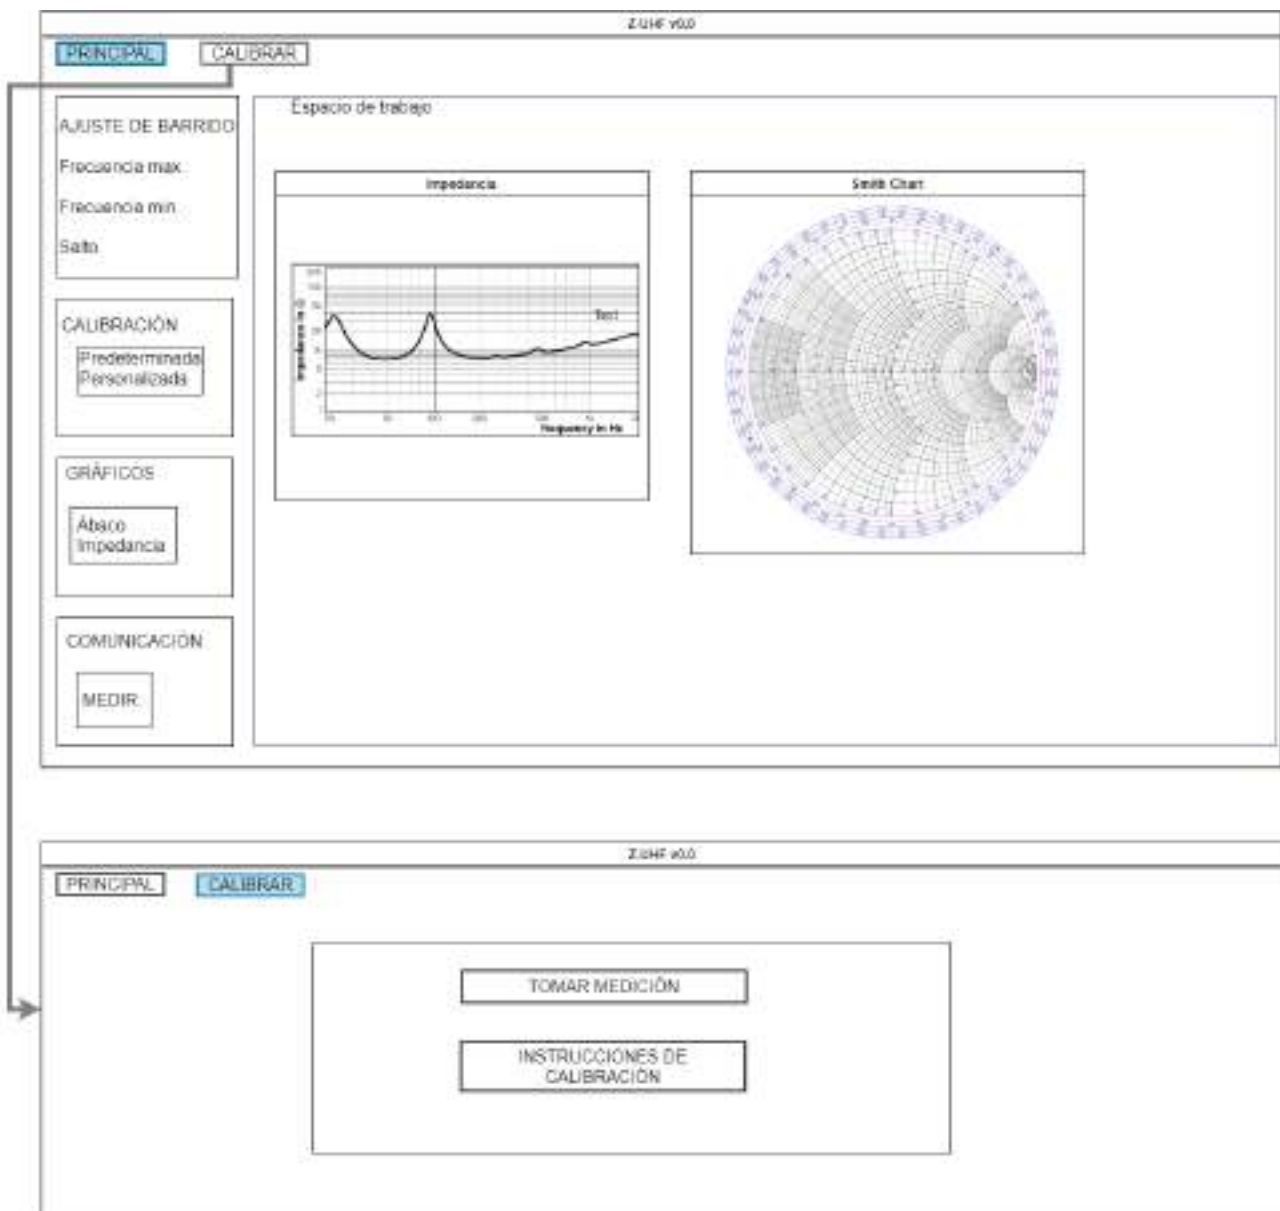 Z-UHF v0.0
PRINCIPAL
CALIBRAR
AJUSTE DE BARRIDO
Frecuencia max.
Frecuencia min.
Salto
CALIBRACIÓN
Predeterminada
Personalizada
GRÁFICOS
Ábaco
Impedancia
COMUNICACIÓN
MEDIR
Espacio de trabajo
Impedancia
Impedance in Ω
Text
Frequency in Hz
Smith Chart
Z-UHF v0.0
PRINCIPAL
CALIBRAR
TOMAR MEDICIÓN
INSTRUCCIONES DE
CALIBRACIÓN